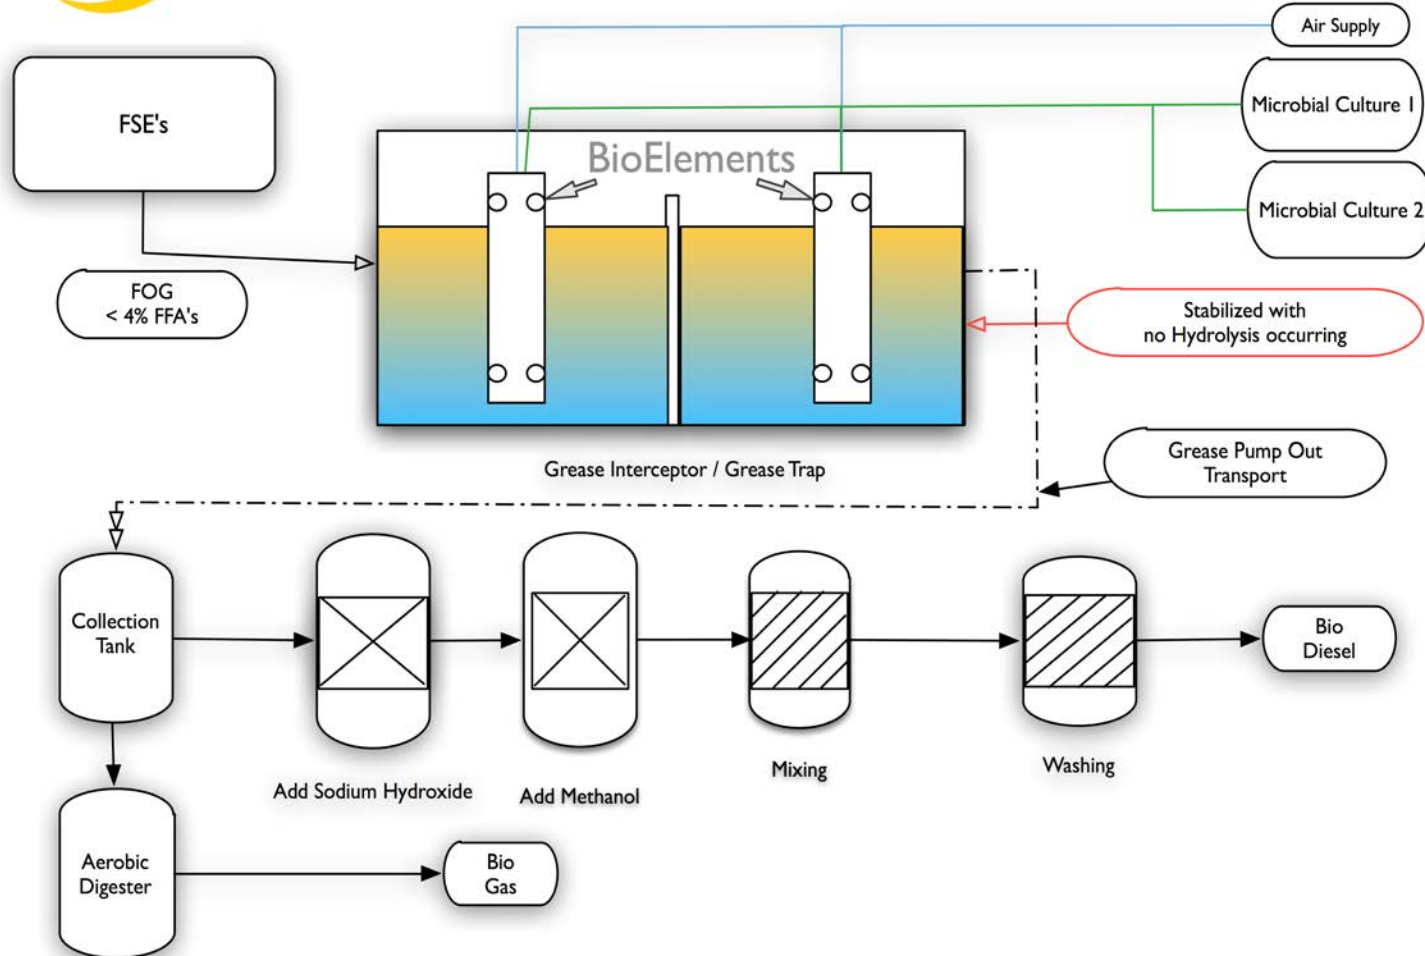 Air Supply
FSE's
Microbial Culture 1
BioElements
Microbial Culture 2
FOG
< 4% FFA's
Stabilized with
no Hydrolysis occurring
Grease Interceptor / Grease Trap
Grease Pump Out
Transport
Collection
Tank
Bio
Diesel
Add Sodium Hydroxide
Add Methanol
Mixing
Washing
Aerobic
Digester
Bio
Gas